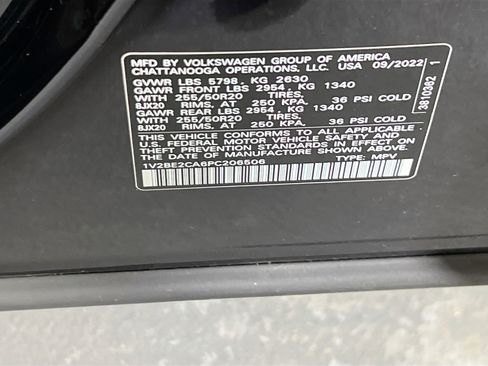 MFD. BY VOLKSWAGEN GROUP OF AMERICA
CHATTANOOGA OPERATIONS, LLC. USA 09/2022
GVWR LBS 5798, KG 2630
GAWR FRONT LBS 2954, KG 1340
WITH 255/50R20 TIRES,
8JX20 RIMS, AT 250 KPA. 36 PSI COLD
GAWR REAR LBS 2954, KG 1340
WITH 255/50R20 TIRES,
8JX20 RIMS, AT 250 KPA. 36 PSI COLD
THIS VEHICLE CONFORMS TO ALL APPLICABLE
U.S. FEDERAL MOTOR VEHICLE SAFETY AND
THEFT PREVENTION STANDARDS IN EFFECT
ON THE DATE OF MANUFACTURE SHOWN ABOVE.
1V2BE2CA6PC206506 TYPE: MPV
3810362 1